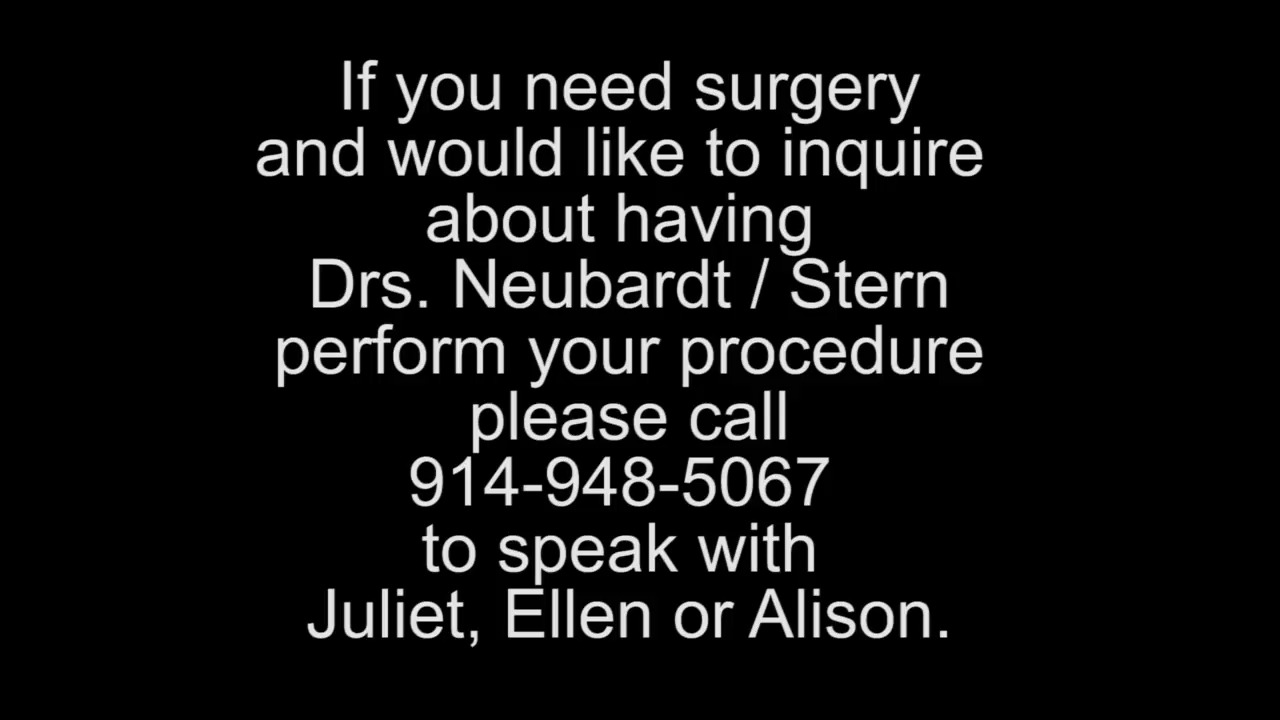 If you need surgery
and would like to inquire
about having
Drs. Neubardt / Stern
perform your procedure
please call
914-948-5067
to speak with
Juliet, Ellen or Alison.